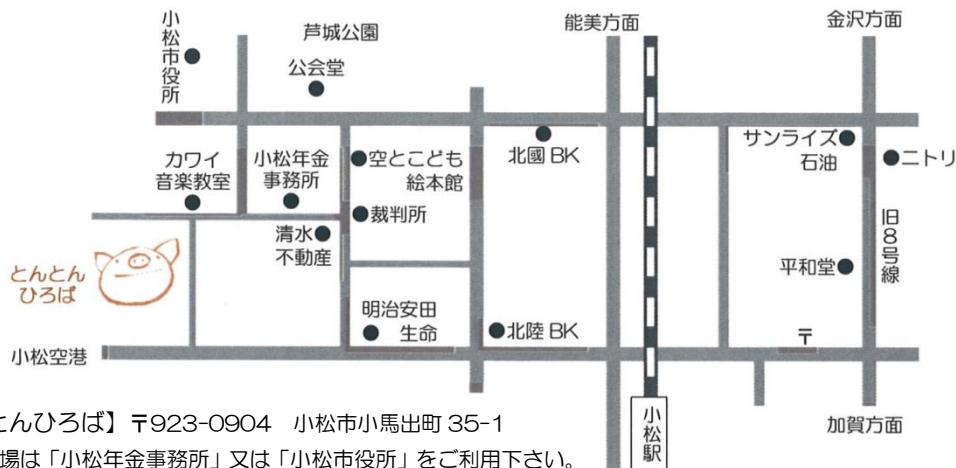 小松市役所
芦城公園
能美方面
金沢方面
公会堂
カワイ
音楽教室
小松年金
事務所
空とこども
絵本館
北國 BK
サンライズ
石油
ニトリ
裁判所
清水
不動産
旧8号線
とんとん
ひろば
平和堂
明治安田
生命
北陸 BK
〒
小松空港
小松駅
加賀方面
とんひろば】〒923-0904 小松市小馬出町 35-1
場は「小松年金事務所」又は「小松市役所」をご利用下さい。